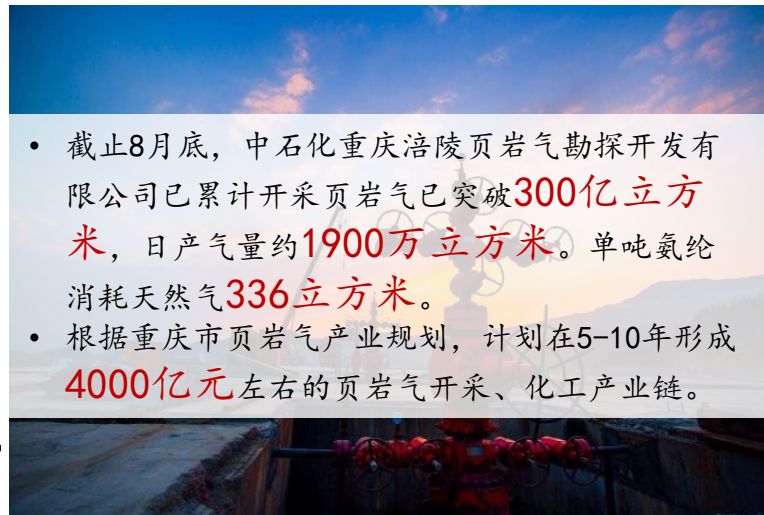 • 截止8月底，中石化重庆涪陵页岩气勘探开发有
限公司已累计开采页岩气已突破300亿立方
米，日产气量约1900万立方米。单吨氨纶
消耗天然气336立方米。
• 根据重庆市页岩气产业规划，计划在5-10年形成
4000亿元左右的页岩气开采、化工产业链。